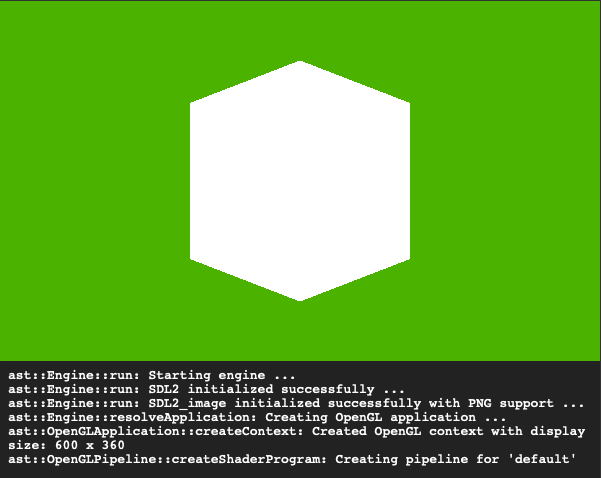 ast::Engine::run: Starting engine ...
ast::Engine::run: SDL2 initialized successfully ...
ast::Engine::run: SDL2_image initialized successfully with PNG support ...
ast::Engine::resolveApplication: Creating OpenGL application ...
ast::OpenGLApplication::createContext: Created OpenGL context with display
size: 600 x 360
ast::OpenGLPipeline::createShaderProgram: Creating pipeline for 'default'